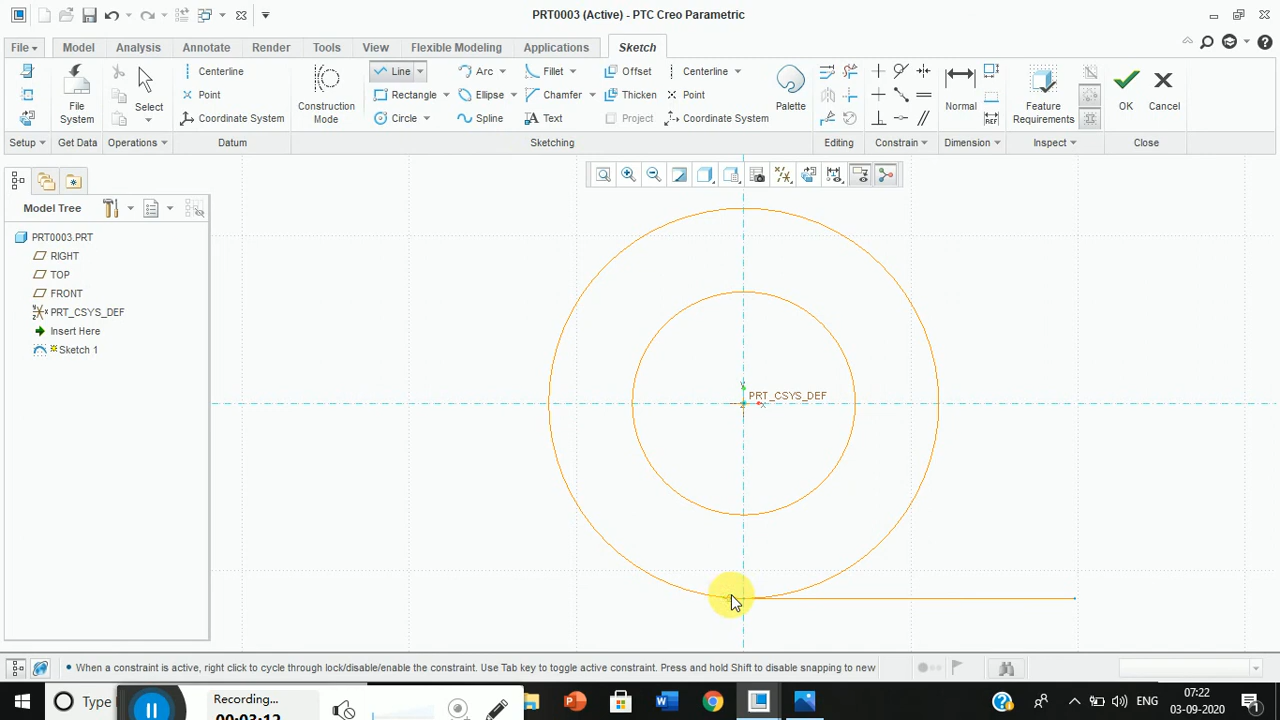 PRT0003 (Active) - PTC Creo Parametric
File Model Analysis Annotate Render Tools View Flexible Modeling Applications Sketch
Centerline Line Arc Fillet Offset Centerline
Point Rectangle Ellipse Chamfer Thicken Point
Coordinate System Circle Spline Text Project Coordinate System
File System Select Construction Mode Palette Normal Feature Requirements OK Cancel
Setup Get Data Operations Datum Sketching Editing Constrain Dimension Inspect Close
Model Tree
PRT0003.PRT
RIGHT
TOP
FRONT
PRT_CSYS_DEF
Insert Here
Sketch 1
PRT_CSYS_DEF
Y
X
Z
When a constraint is active, right click to cycle through lock/disable/enable the constraint. Use Tab key to toggle active constraint. Press and hold Shift to disable snapping to new
Type
Recording...
00:03:12
ENG
07:22
03-09-2020
1